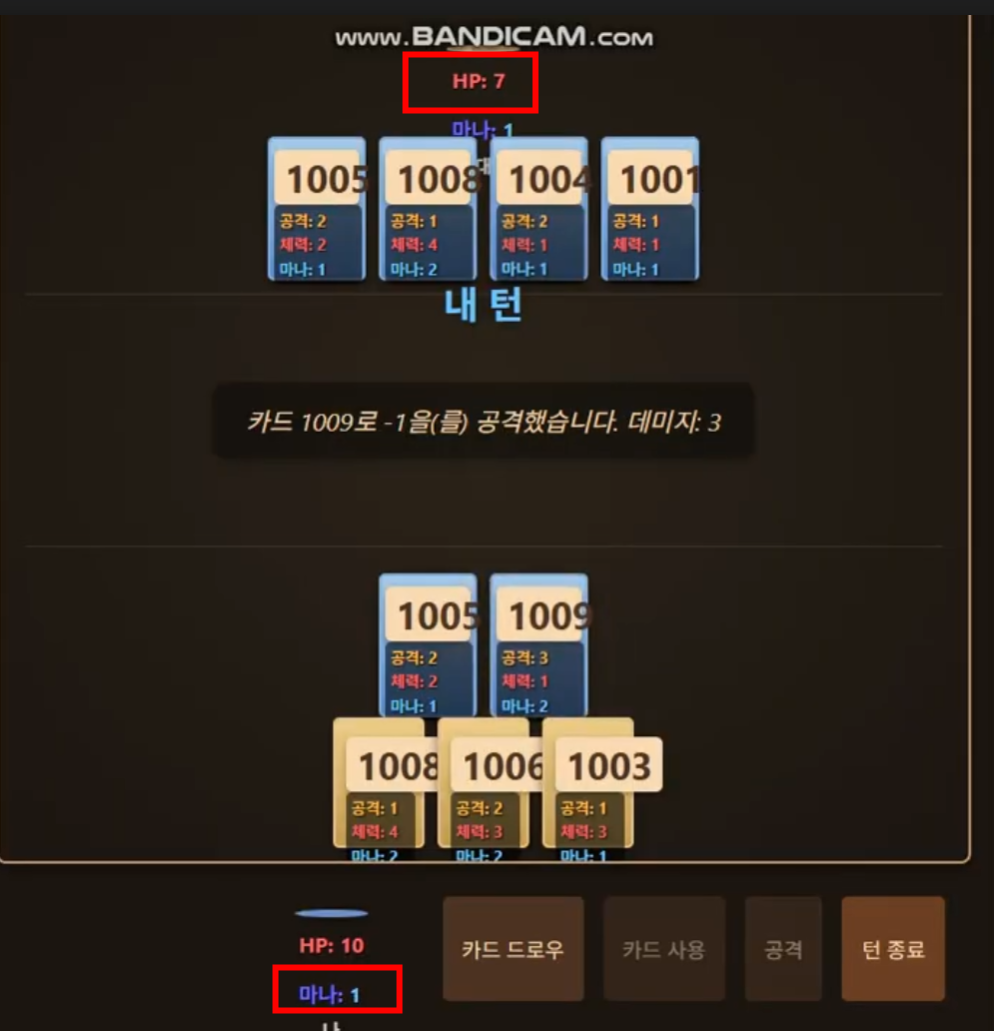 www.BANDICAM.com
HP: 7
마나: 1
대
1005 1008 1004 1001
공격: 2 공격: 1 공격: 2 공격: 1
체력: 2 체력: 4 체력: 1 체력: 1
마나: 1 마나: 2 마나: 1 마나: 1
내 턴
카드 1009로 -1을(를) 공격했습니다. 데미지: 3
1005 1009
공격: 2 공격: 3
체력: 2 체력: 1
마나: 1 마나: 2
1008 1006 1003
공격: 1 공격: 2 공격: 1
체력: 4 체력: 3 체력: 3
마나: 2 마나: 2 마나: 1
HP: 10
마나: 1
나
카드 드로우 카드 사용 공격 턴 종료